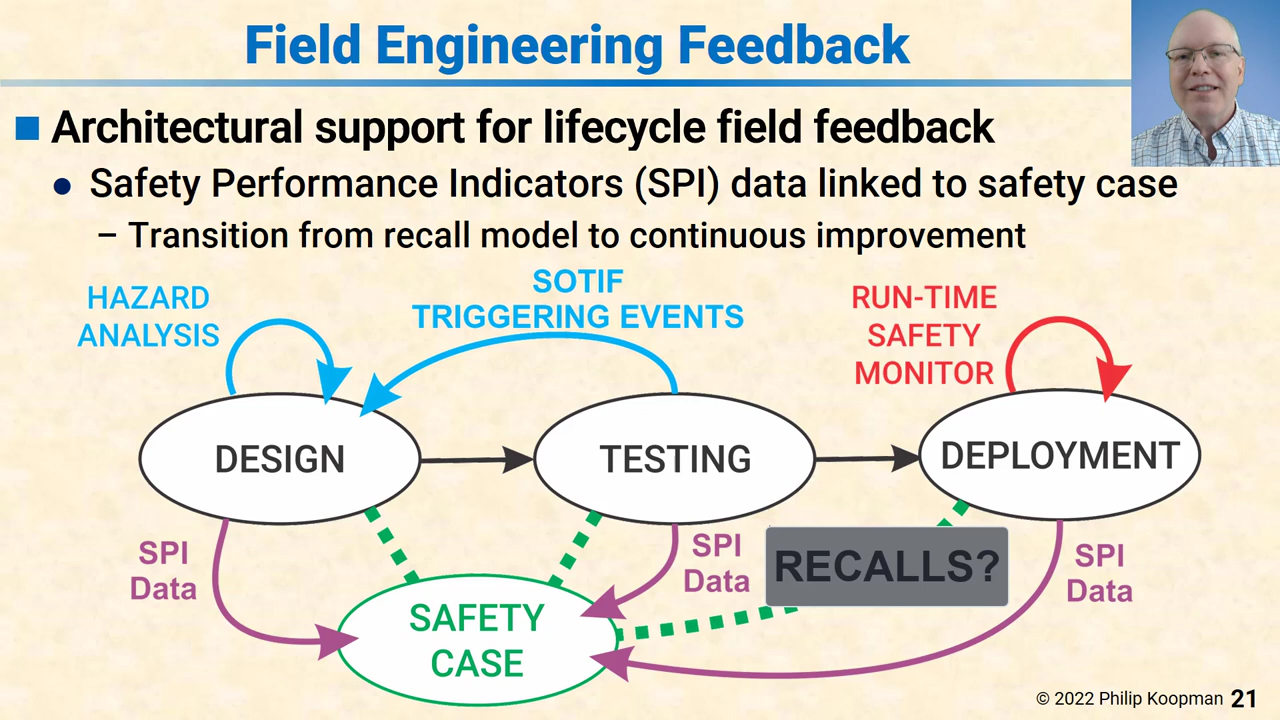 Field Engineering Feedback
Architectural support for lifecycle field feedback
Safety Performance Indicators (SPI) data linked to safety case
– Transition from recall model to continuous improvement
HAZARD
ANALYSIS
SOTIF
TRIGGERING EVENTS
RUN-TIME
SAFETY
MONITOR
DESIGN
TESTING
DEPLOYMENT
SPI
Data
SPI
Data
RECALLS?
SPI
Data
SAFETY
CASE
© 2022 Philip Koopman 21